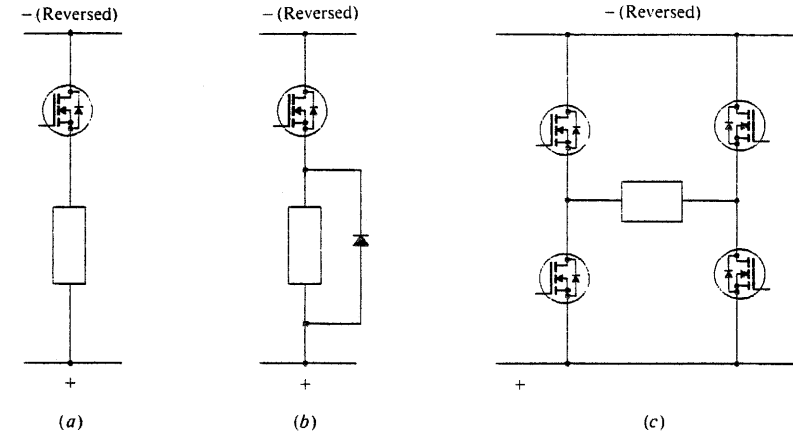 – (Reversed)
– (Reversed)
– (Reversed)
+
+
+
(a)
(b)
(c)